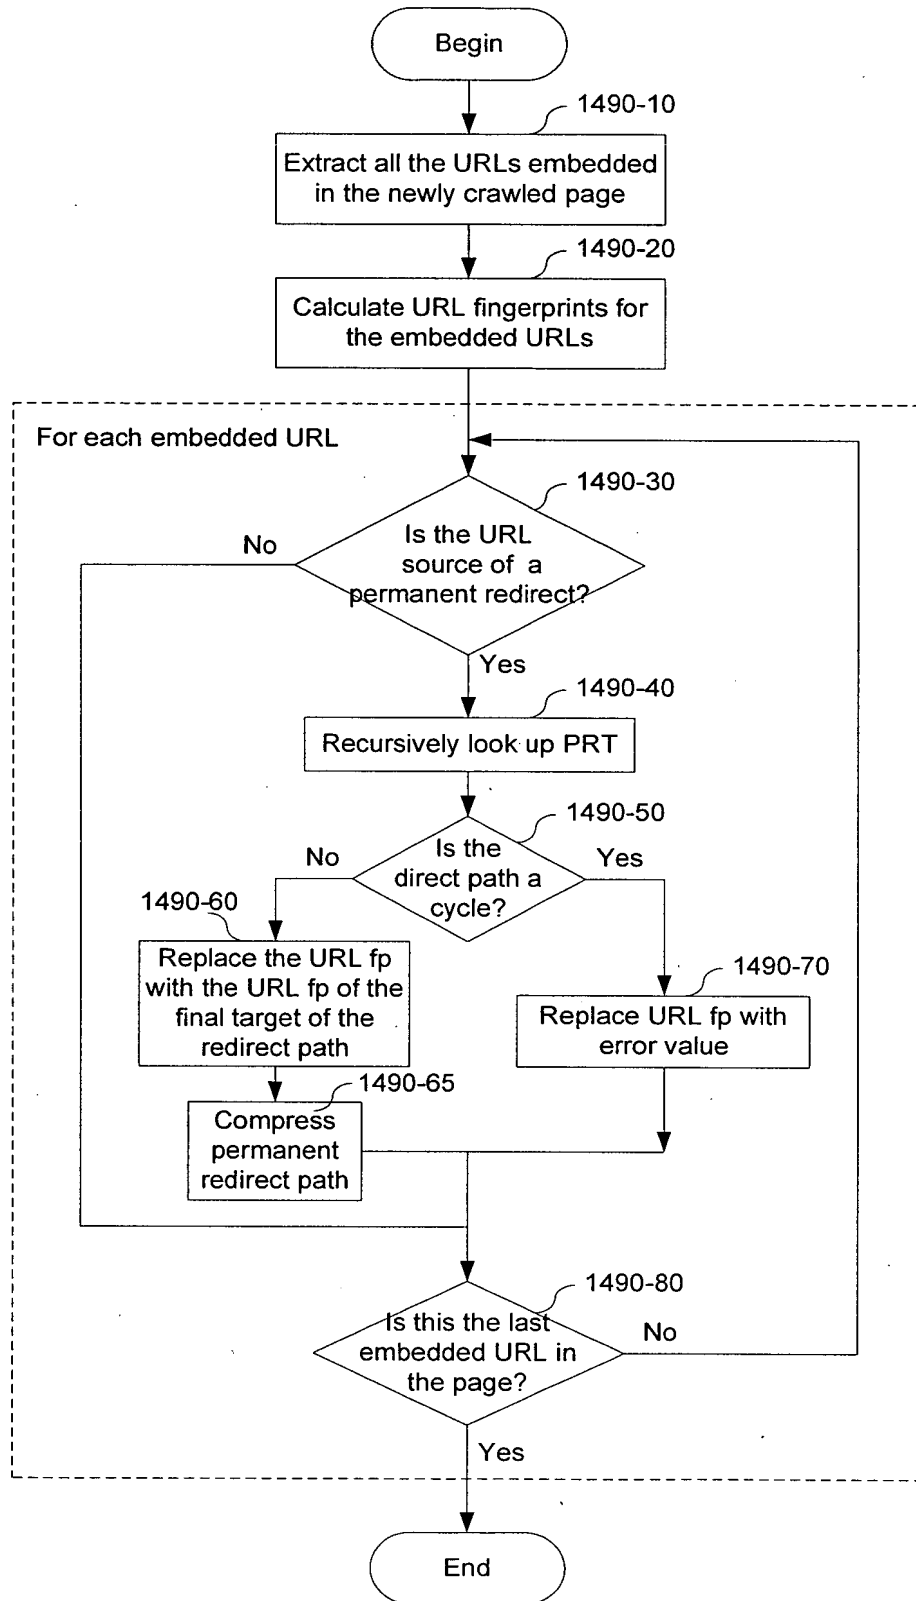 Begin
1490-10
Extract all the URLs embedded
in the newly crawled page
1490-20
Calculate URL fingerprints for
the embedded URLs
For each embedded URL
1490-30
Is the URL
source of a
permanent redirect?
No
Yes
1490-40
Recursively look up PRT
1490-50
Is the
direct path a
cycle?
No
Yes
1490-60
Replace the URL fp
with the URL fp of the
final target of the
redirect path
1490-70
Replace URL fp with
error value
1490-65
Compress
permanent
redirect path
1490-80
Is this the last
embedded URL in
the page?
No
Yes
End